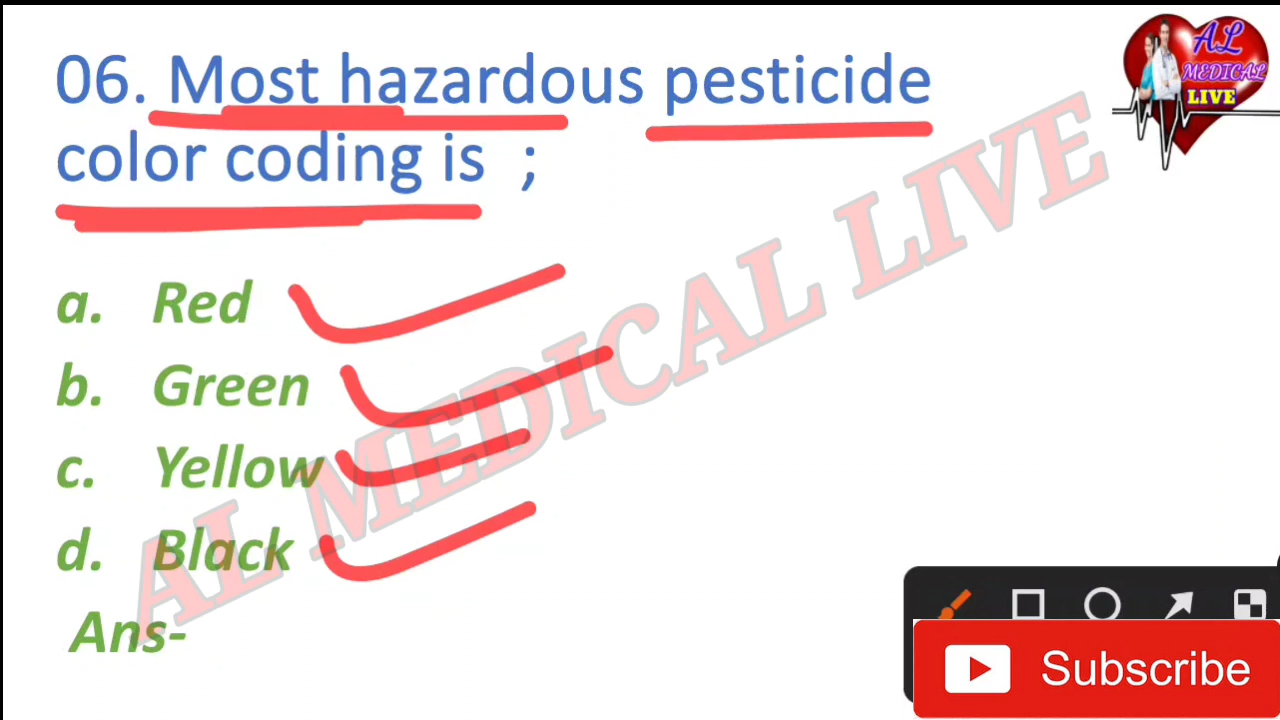 06. Most hazardous pesticide
color coding is ;
a. Red
b. Green
c. Yellow
d. Black
Ans-
AL MEDICAL LIVE
AL
MEDICAL
LIVE
Subscribe